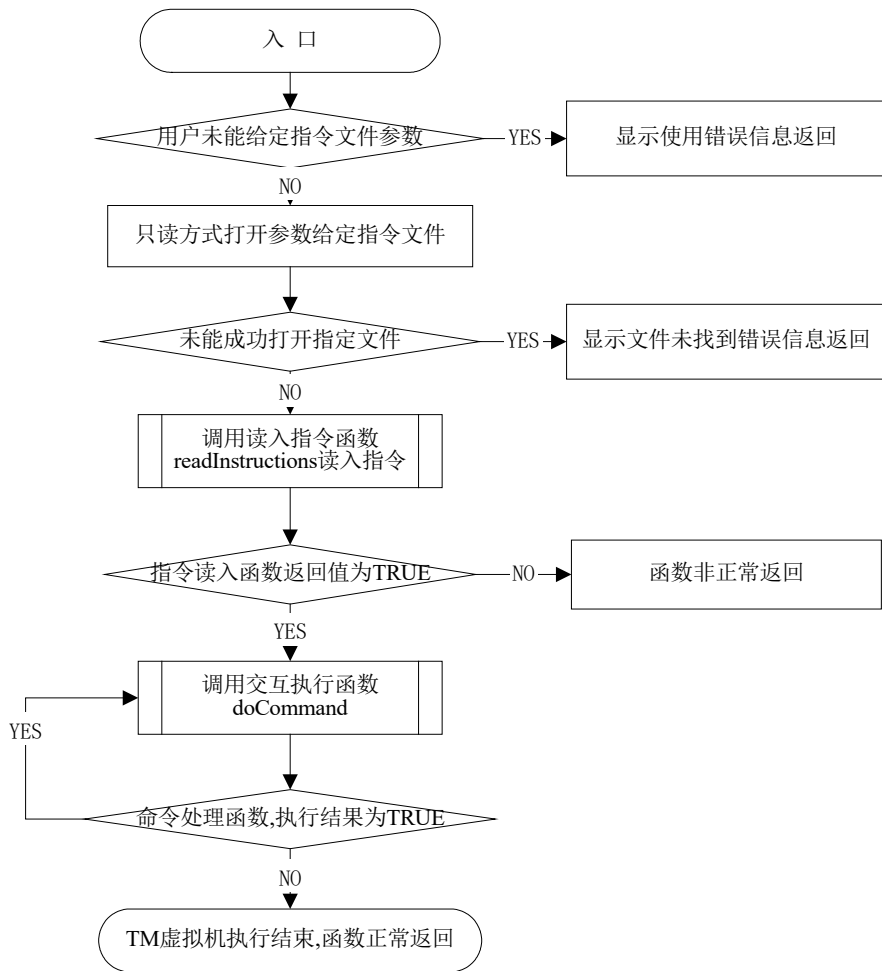 入 口
用户未能给定指令文件参数
YES
显示使用错误信息返回
NO
只读方式打开参数给定指令文件
未能成功打开指定文件
YES
显示文件未找到错误信息返回
NO
调用读入指令函数
readInstructions读入指令
指令读入函数返回值为TRUE
NO
函数非正常返回
YES
调用交互执行函数
doCommand
YES
命令处理函数,执行结果为TRUE
NO
TM虚拟机执行结束,函数正常返回